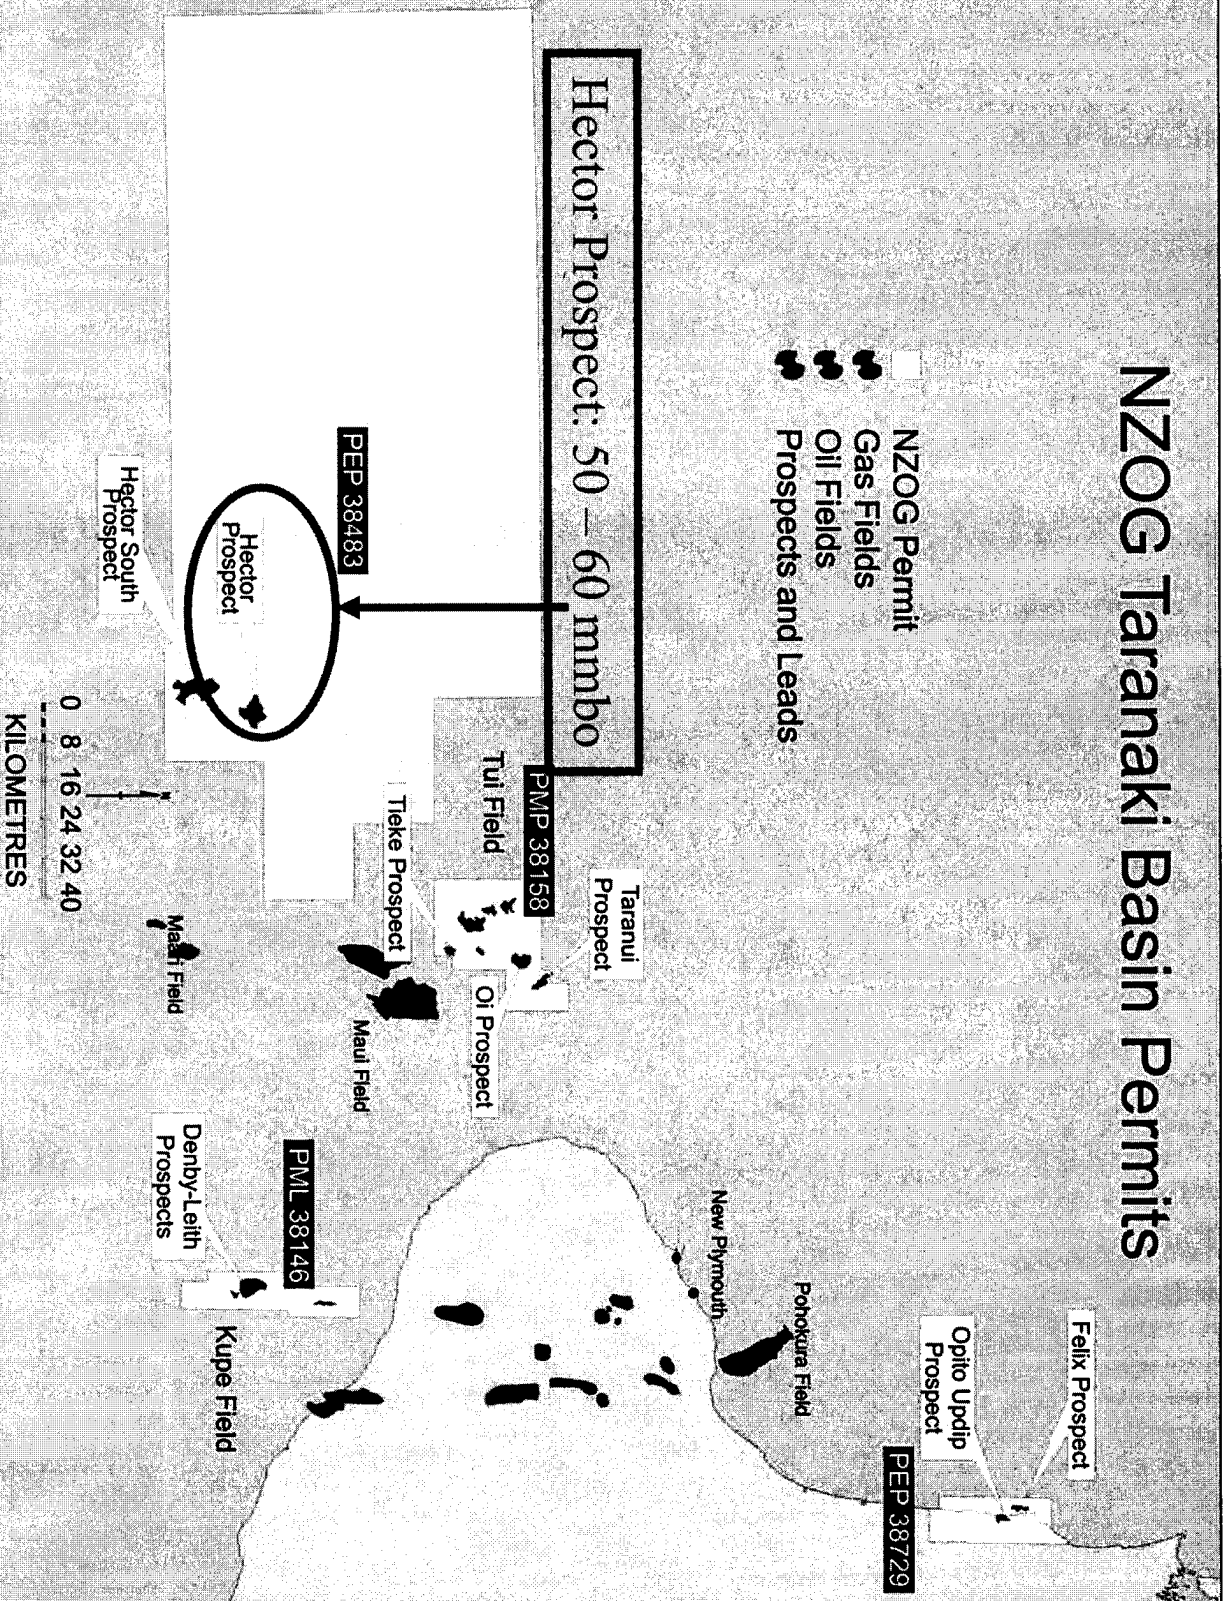 NZOG Taranaki Basin Permits
NZOG Permit
Gas Fields
Oil Fields
Prospects and Leads
Hector Prospect: 50 – 60 mmbo
Felix Prospect
Opito Updip
Prospect
PEP 38729
Pohokura Field
New Plymouth
Taranui
Prospect
PMP 38158
Tui Field
Oi Prospect
Tieke Prospect
Maui Field
PEP 38483
Hector
Prospect
Hector South
Prospect
PML 38146
Kupe Field
Denby-Leith
Prospects
Maari Field
0 8 16 24 32 40
KILOMETRES